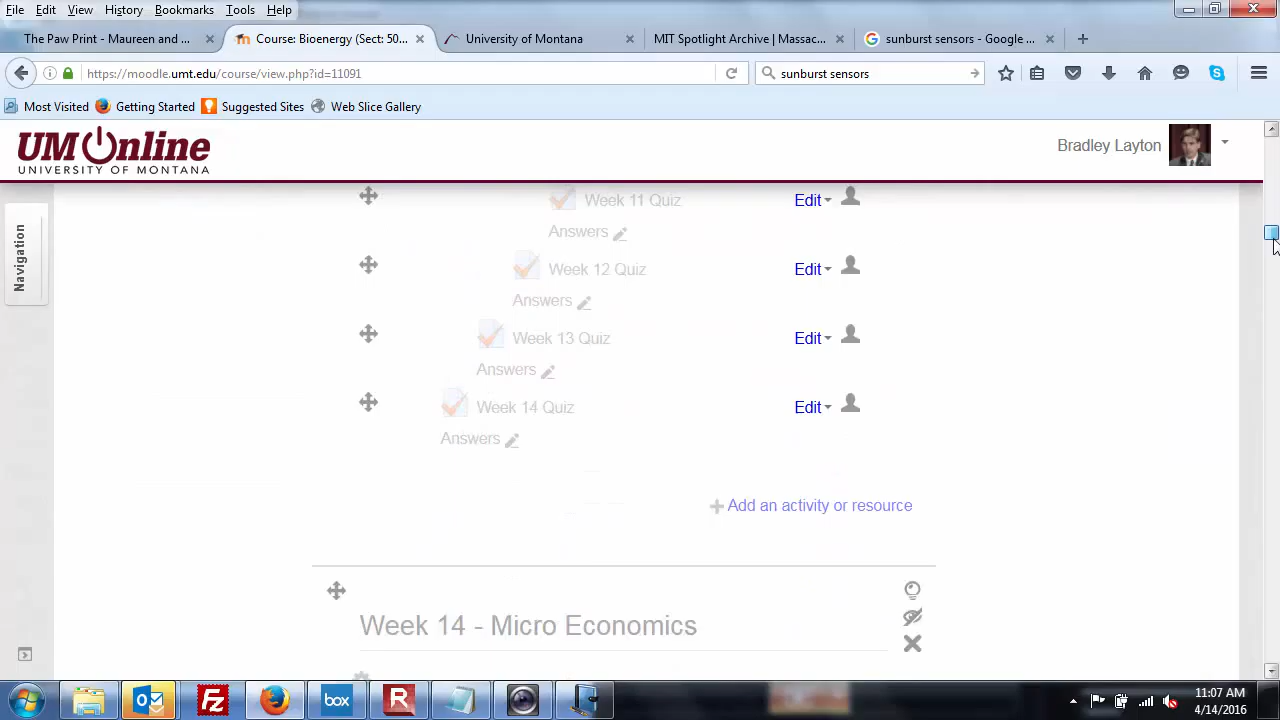 File Edit View History Bookmarks Tools Help
The Paw Print - Maureen and ... Course: Bioenergy (Sect: 50... University of Montana MIT Spotlight Archive | Massac... sunburst sensors - Google ...
https://moodle.umt.edu/course/view.php?id=11091 sunburst sensors
Most Visited Getting Started Suggested Sites Web Slice Gallery
UM Online
UNIVERSITY OF MONTANA
Bradley Layton
Navigation
Week 11 Quiz Edit
Answers
Week 12 Quiz Edit
Answers
Week 13 Quiz Edit
Answers
Week 14 Quiz Edit
Answers
Add an activity or resource
Week 14 - Micro Economics
box
11:07 AM
4/14/2016